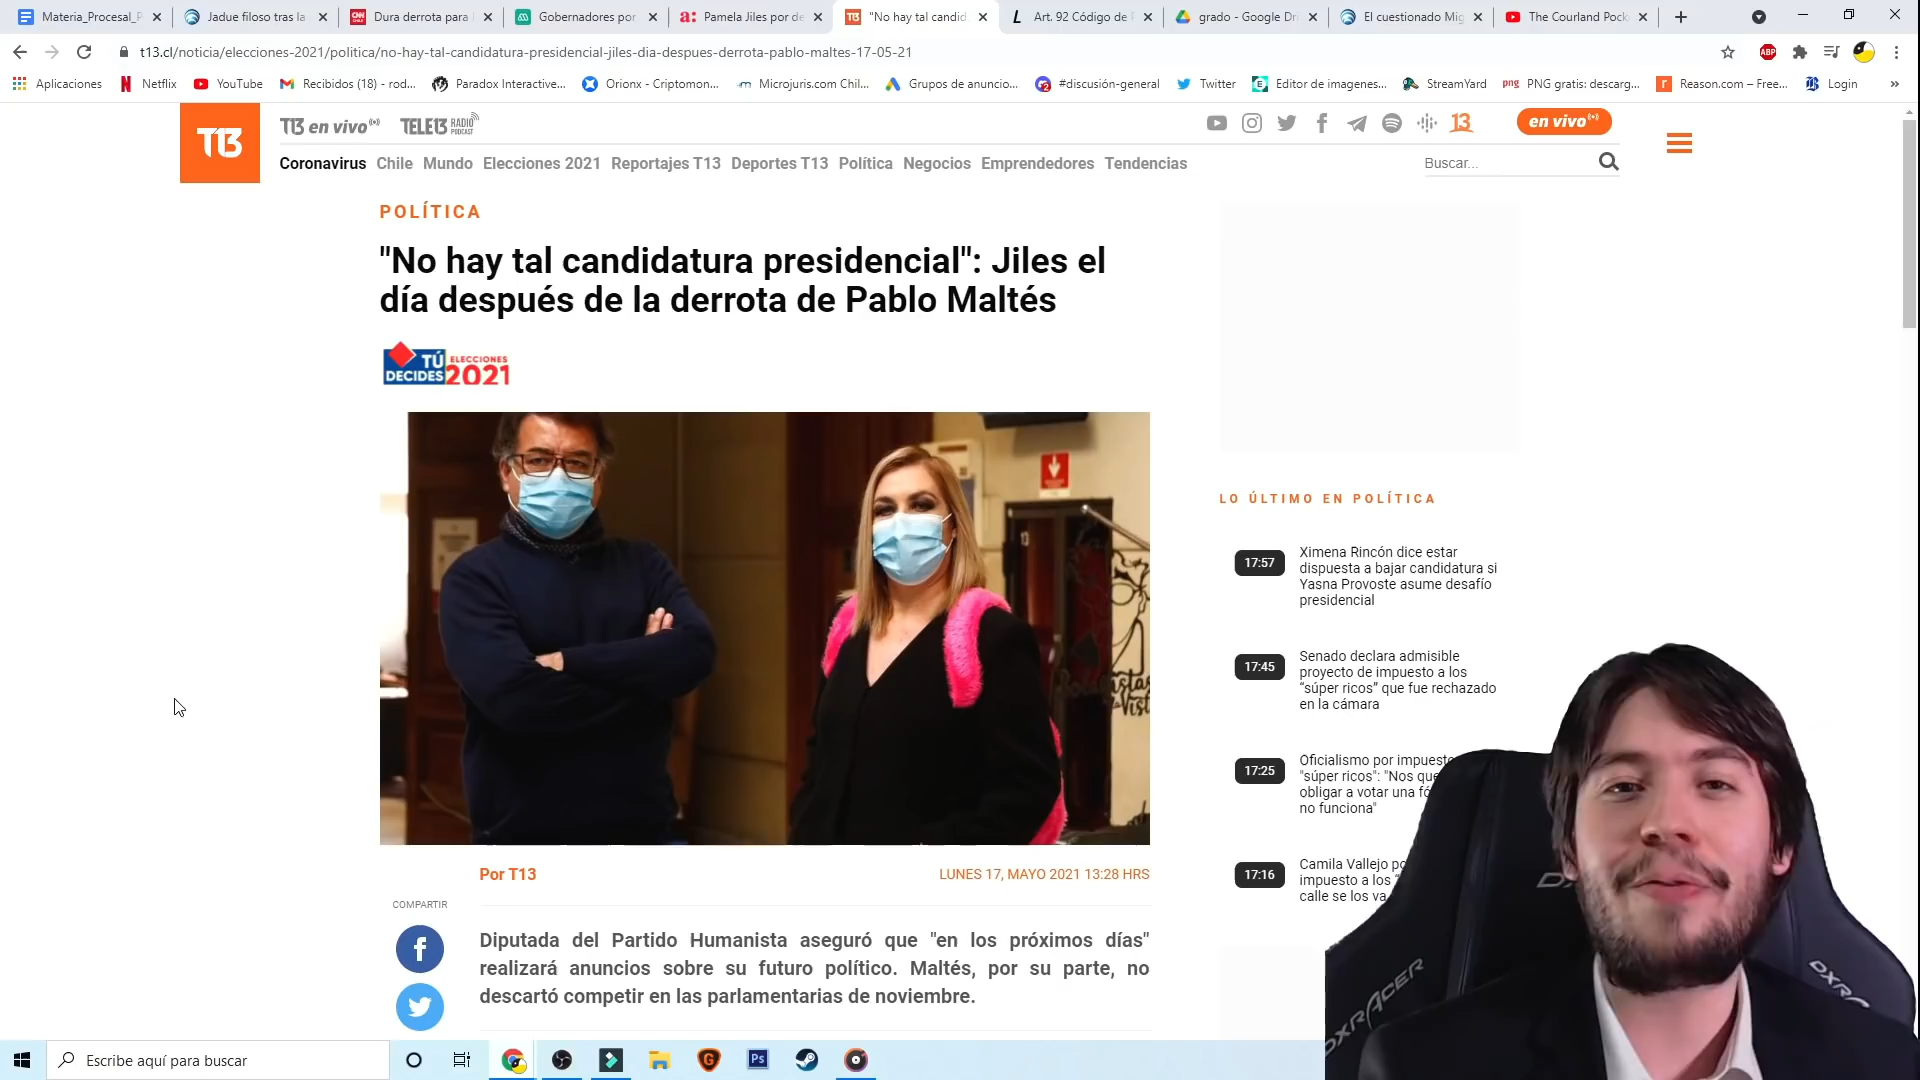 Materia_Procesal_P
Jadue filoso tras la
Dura derrota para
Gobernadores por
Pamela Jiles por de
"No hay tal candid
Art. 92 Código de
grado - Google Dr
El cuestionado Mig
The Courland Pock
t13.cl/noticia/elecciones-2021/politica/no-hay-tal-candidatura-presidencial-jiles-dia-despues-derrota-pablo-maltes-17-05-21
ABP
Aplicaciones
Netflix
YouTube
Recibidos (18) - rod...
Paradox Interactive...
Orionx - Criptomon...
Microjuris.com Chil...
Grupos de anuncio...
#discusión-general
Twitter
Editor de imagenes...
StreamYard
PNG gratis: descarg...
Reason.com – Free...
Login
»
T13
T13 en vivo
TELE13 RADIO PODCAST
13
en vivo
Coronavirus Chile Mundo Elecciones 2021 Reportajes T13 Deportes T13 Política Negocios Emprendedores Tendencias
Buscar...
POLÍTICA
"No hay tal candidatura presidencial": Jiles el
día después de la derrota de Pablo Maltés
TÚ DECIDES
ELECCIONES
2021
LO ÚLTIMO EN POLÍTICA
17:57
Ximena Rincón dice estar
dispuesta a bajar candidatura si
Yasna Provoste asume desafío
presidencial
17:45
Senado declara admisible
proyecto de impuesto a los
“súper ricos” que fue rechazado
en la cámara
17:25
Oficialismo por impuesto
"súper ricos": "Nos que
obligar a votar una fó
no funciona"
17:16
Camila Vallejo po
impuesto a los “
calle se los va
Por T13
LUNES 17, MAYO 2021 13:28 HRS
COMPARTIR
Diputada del Partido Humanista aseguró que "en los próximos días"
realizará anuncios sobre su futuro político. Maltés, por su parte, no
descartó competir en las parlamentarias de noviembre.
DXRACER
DXRAC
Escribe aquí para buscar
Ps